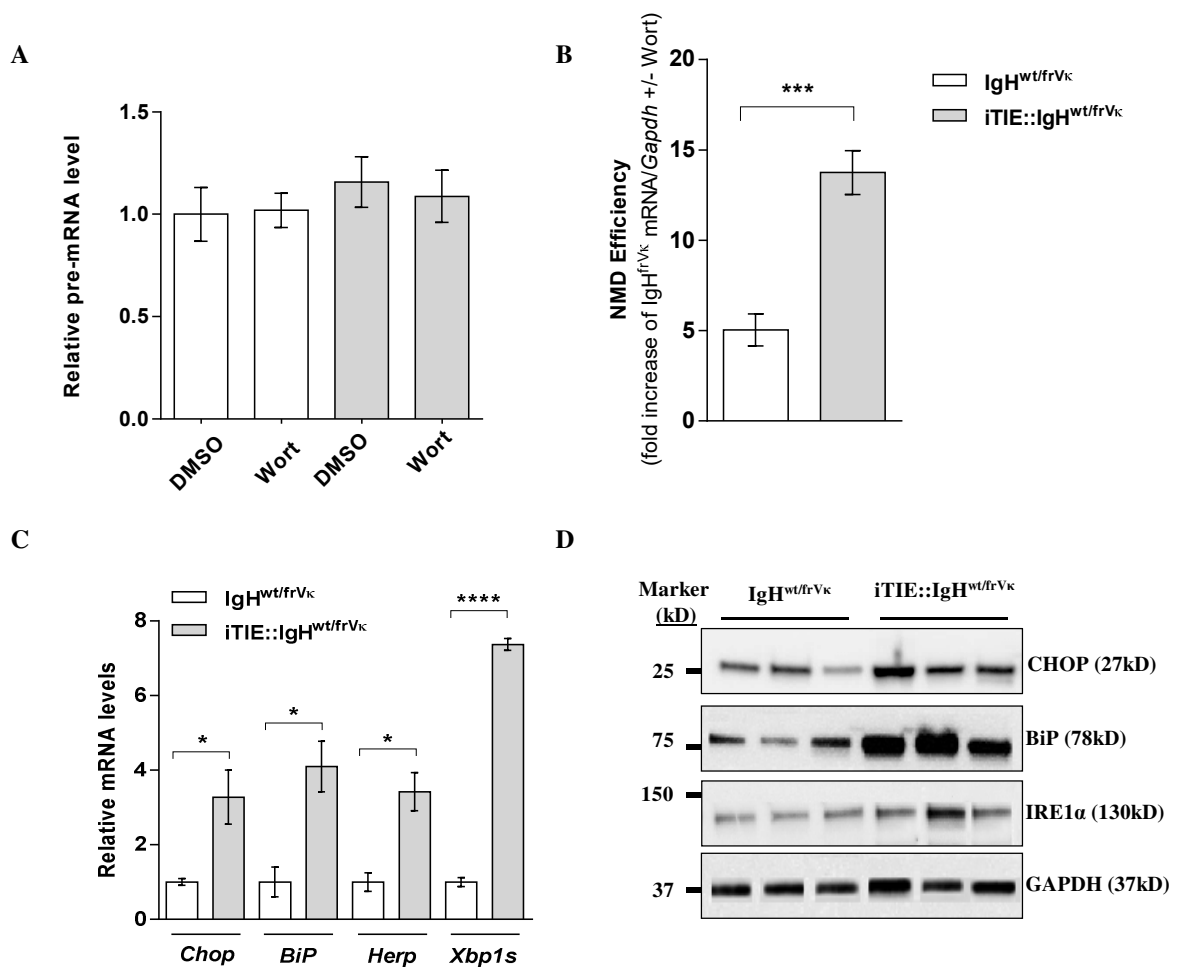 A
Relative pre-mRNA level
1.5
1.0
0.5
0.0
DMSO
Wort
DMSO
Wort
B
NMD Efficiency
(fold increase of IgH^frVκ mRNA/Gapdh +/- Wort)
20
15
10
5
0
***
IgH^wt/frVκ
iTIE::IgH^wt/frVκ
C
Relative mRNA levels
IgH^wt/frVκ
iTIE::IgH^wt/frVκ
8
6
4
2
0
*
*
*
****
Chop
BiP
Herp
Xbp1s
D
Marker
(kD)
IgH^wt/frVκ
iTIE::IgH^wt/frVκ
25
CHOP (27kD)
75
BiP (78kD)
150
IRE1α (130kD)
37
GAPDH (37kD)